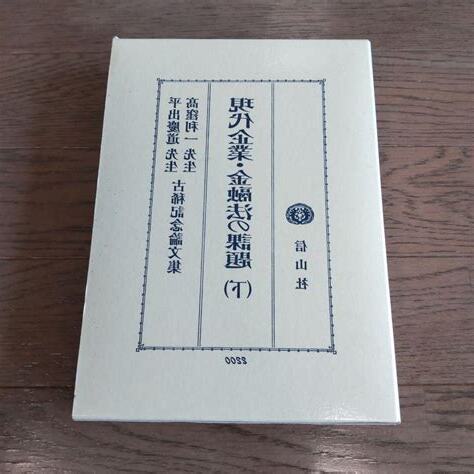 平出慶道 先生
高窪利一 先生
古稀記念論文集
現代企業・金融法の課題(下)
信山社
2200